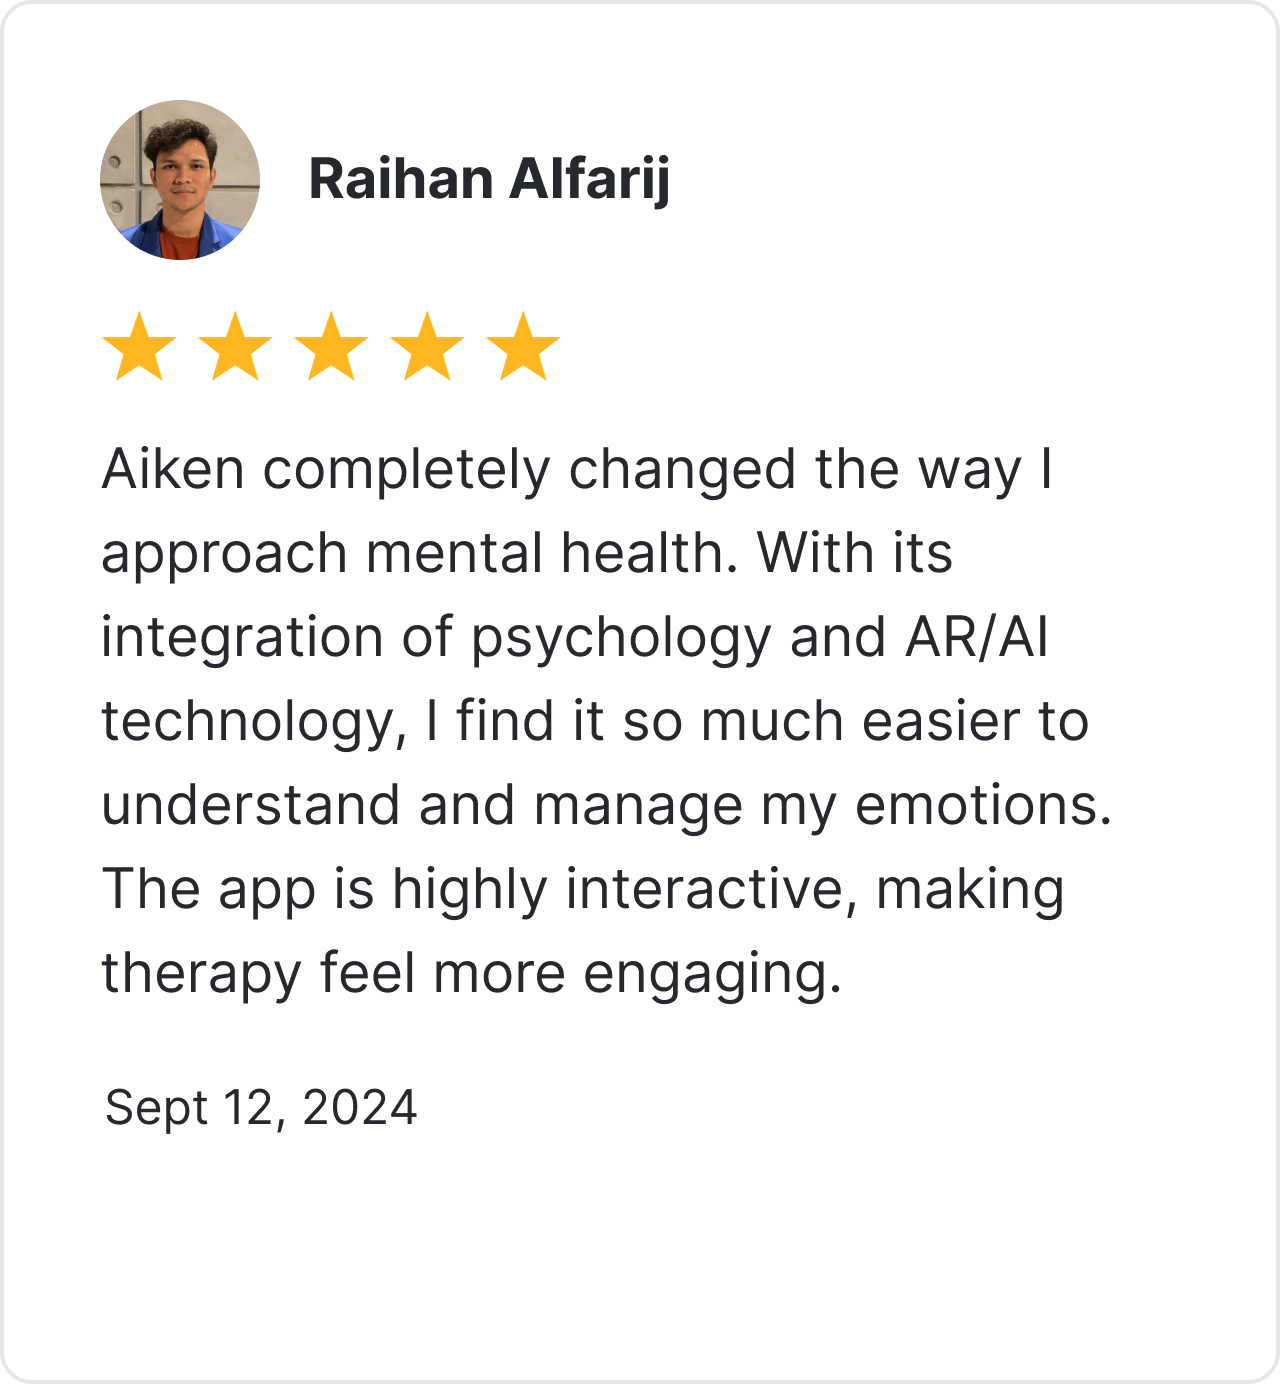 Raihan Alfarij
Aiken completely changed the way I
approach mental health. With its
integration of psychology and AR/AI
technology, I find it so much easier to
understand and manage my emotions.
The app is highly interactive, making
therapy feel more engaging.
Sept 12, 2024